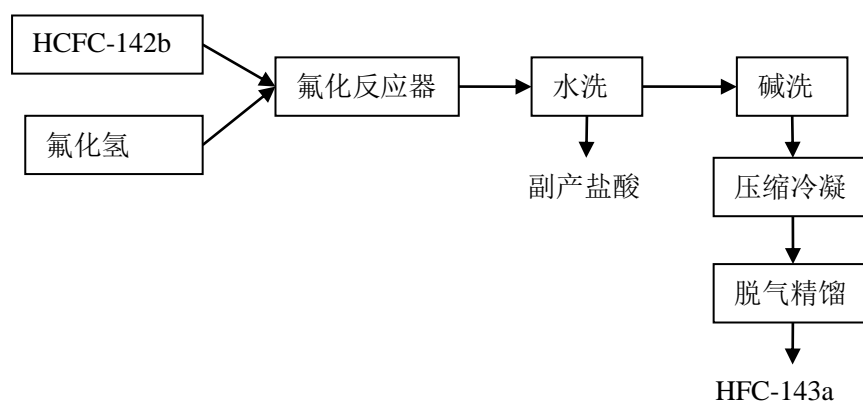 HCFC-142b
氟化氢
氟化反应器
水洗
碱洗
副产盐酸
压缩冷凝
脱气精馏
HFC-143a